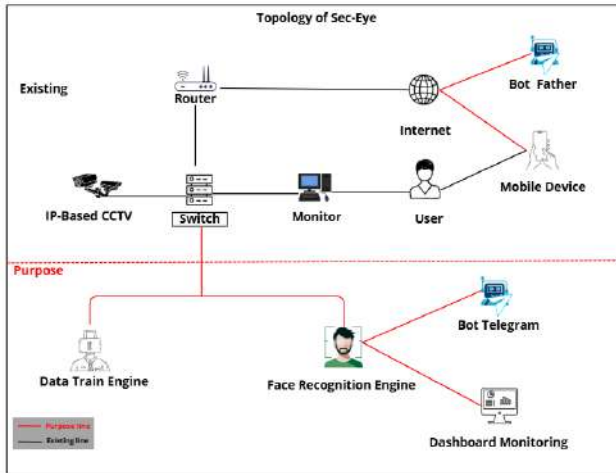 Topology of Sec-Eye
Existing
Router
Bot Father
Internet
Mobile Device
IP-Based CCTV
Switch
Monitor
User
Purpose
Bot Telegram
Data Train Engine
Face Recognition Engine
Purpose line
Existing line
Dashboard Monitoring